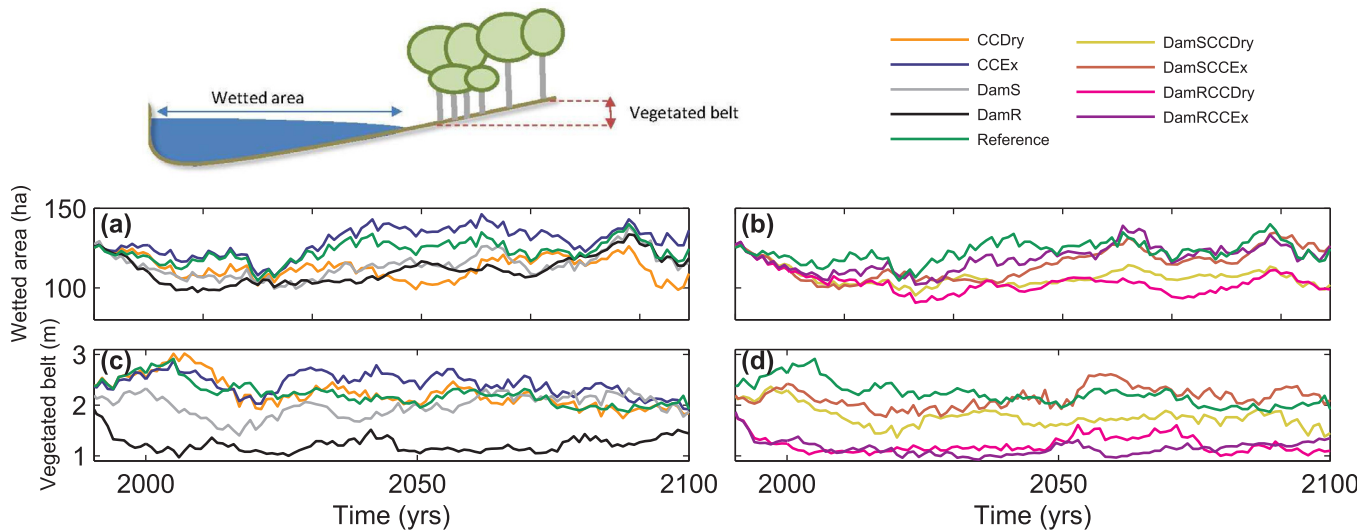 Wetted area
Vegetated belt
CCDry
CCEx
DamS
DamR
Reference
DamSCCDry
DamSCCEx
DamRCCDry
DamRCCEx
Wetted area (ha)
150
100
(a)
(b)
Vegetated belt (m)
3
2
1
(c)
(d)
2000
2050
2100
2000
2050
2100
Time (yrs)
Time (yrs)